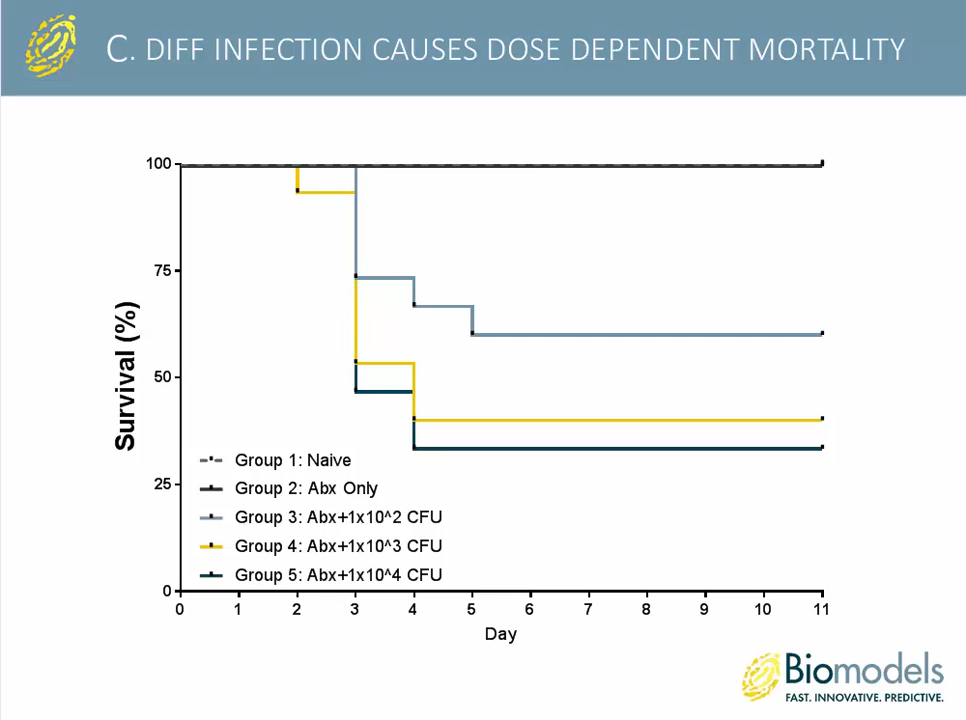 C. DIFF INFECTION CAUSES DOSE DEPENDENT MORTALITY
100
75
50
25
0
Survival (%)
Group 1: Naive
Group 2: Abx Only
Group 3: Abx+1x10^2 CFU
Group 4: Abx+1x10^3 CFU
Group 5: Abx+1x10^4 CFU
0 1 2 3 4 5 6 7 8 9 10 11
Day
Biomodels
FAST. INNOVATIVE. PREDICTIVE.